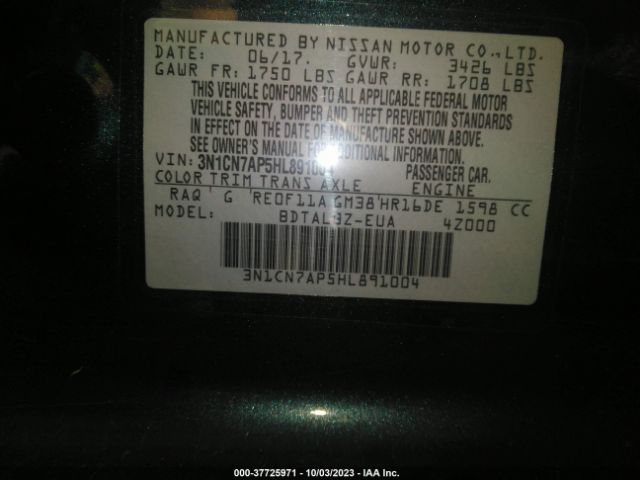 MANUFACTURED BY NISSAN MOTOR CO., LTD.
DATE: 06/17. GVWR: 3426 LBS
GAWR FR: 1750 LBS GAWR RR: 1708 LBS
THIS VEHICLE CONFORMS TO ALL APPLICABLE FEDERAL MOTOR
VEHICLE SAFETY, BUMPER AND THEFT PREVENTION STANDARDS
IN EFFECT ON THE DATE OF MANUFACTURE SHOWN ABOVE.
SEE OWNER'S MANUAL FOR ADDITIONAL INFORMATION.
VIN: 3N1CN7AP5HL891004 PASSENGER CAR.
COLOR TRIM TRANS AXLE ENGINE
RAQ G RE0F11A GM38 HR16DE 1598 CC
MODEL: BDTALBZ-EUA 4Z000
3N1CN7AP5HL891004
000-37725971 - 10/03/2023 - IAA Inc.